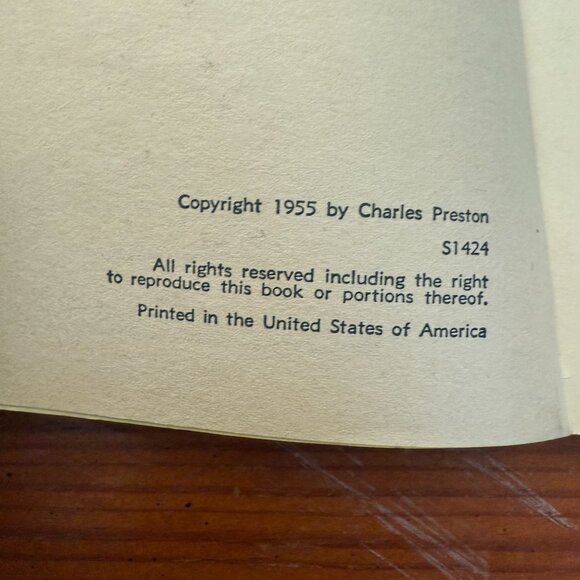 Copyright 1955 by Charles Preston
S1424
All rights reserved including the right
to reproduce this book or portions thereof.
Printed in the United States of America